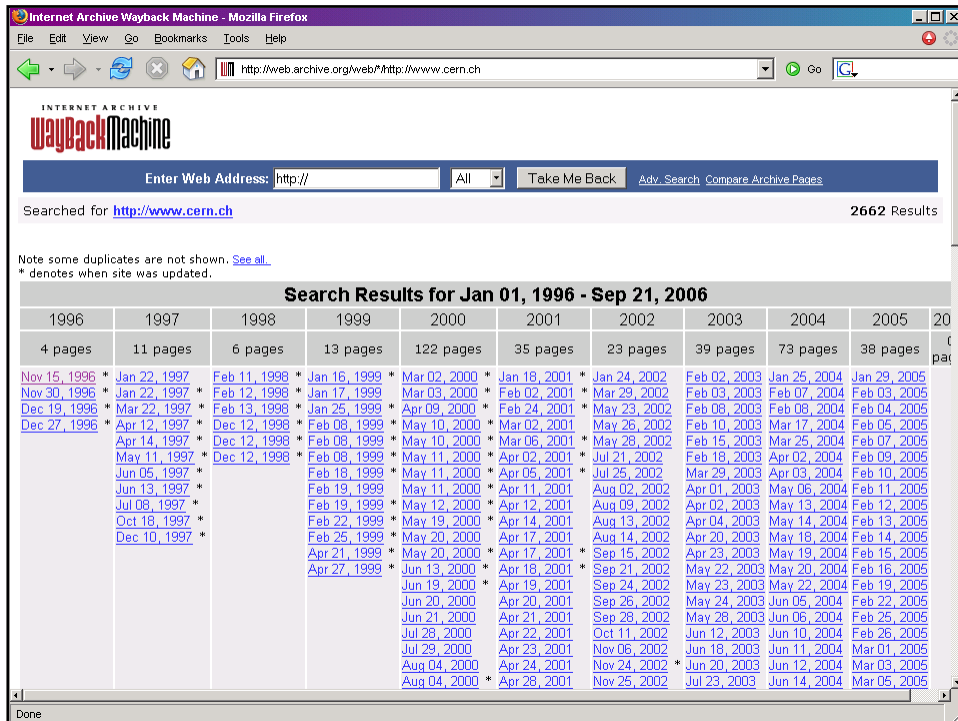 Internet Archive Wayback Machine - Mozilla Firefox
File Edit View Go Bookmarks Tools Help
http://web.archive.org/web/*/http://www.cern.ch Go G
INTERNET ARCHIVE
WayBackMachine
Enter Web Address: http:// All Take Me Back Adv. Search Compare Archive Pages
Searched for http://www.cern.ch 2662 Results
Note some duplicates are not shown. See all.
* denotes when site was updated.
Search Results for Jan 01, 1996 - Sep 21, 2006
1996 1997 1998 1999 2000 2001 2002 2003 2004 2005 20
4 pages 11 pages 6 pages 13 pages 122 pages 35 pages 23 pages 39 pages 73 pages 38 pages
Nov 15, 1996 * Jan 22, 1997 Feb 11, 1998 * Jan 16, 1999 * Mar 02, 2000 * Jan 18, 2001 * Jan 24, 2002 Feb 02, 2003 Jan 25, 2004 Jan 29, 2005
Nov 30, 1996 * Jan 22, 1997 * Feb 12, 1998 * Jan 17, 1999 Mar 03, 2000 Feb 02, 2001 * Mar 29, 2002 Feb 03, 2003 Feb 07, 2004 Feb 03, 2005
Dec 19, 1996 * Mar 22, 1997 * Feb 13, 1998 * Jan 25, 1999 * Apr 09, 2000 * Feb 24, 2001 * May 23, 2002 Feb 08, 2003 Feb 08, 2004 Feb 04, 2005
Dec 27, 1996 * Apr 12, 1997 * Dec 12, 1998 * Feb 08, 1999 * May 10, 2000 * Mar 02, 2001 May 26, 2002 Feb 10, 2003 Mar 17, 2004 Feb 05, 2005
Apr 14, 1997 * Dec 12, 1998 * Feb 08, 1999 * May 10, 2000 * Mar 06, 2001 * May 28, 2002 Feb 15, 2003 Mar 25, 2004 Feb 07, 2005
May 11, 1997 * Dec 12, 1998 * Feb 08, 1999 * May 11, 2000 * Apr 02, 2001 * Jul 21, 2002 Feb 18, 2003 Apr 02, 2004 Feb 09, 2005
Jun 05, 1997 * Feb 18, 1999 * May 11, 2000 * Apr 05, 2001 * Jul 25, 2002 Mar 29, 2003 Apr 03, 2004 Feb 10, 2005
Jun 13, 1997 * Feb 19, 1999 May 11, 2000 * Apr 11, 2001 Aug 02, 2002 Apr 01, 2003 May 06, 2004 Feb 11, 2005
Jul 08, 1997 * Feb 19, 1999 * May 12, 2000 * Apr 12, 2001 Aug 09, 2002 Apr 02, 2003 May 13, 2004 Feb 12, 2005
Oct 18, 1997 * Feb 22, 1999 * May 19, 2000 * Apr 14, 2001 Aug 13, 2002 Apr 04, 2003 May 14, 2004 Feb 13, 2005
Dec 10, 1997 * Feb 25, 1999 * May 20, 2000 Apr 17, 2001 Aug 14, 2002 Apr 20, 2003 May 18, 2004 Feb 14, 2005
Apr 21, 1999 * May 20, 2000 * Apr 17, 2001 * Sep 15, 2002 Apr 23, 2003 May 19, 2004 Feb 15, 2005
Apr 27, 1999 * Jun 13, 2000 * Apr 18, 2001 * Sep 21, 2002 May 22, 2003 May 20, 2004 Feb 16, 2005
Jun 19, 2000 * Apr 19, 2001 Sep 24, 2002 May 23, 2003 May 22, 2004 Feb 19, 2005
Jun 20, 2000 Apr 20, 2001 Sep 26, 2002 May 24, 2003 Jun 05, 2004 Feb 22, 2005
Jun 21, 2000 Apr 21, 2001 Sep 28, 2002 May 28, 2003 Jun 06, 2004 Feb 25, 2005
Jul 28, 2000 Apr 22, 2001 Oct 11, 2002 Jun 12, 2003 Jun 10, 2004 Feb 26, 2005
Jul 29, 2000 Apr 23, 2001 Nov 06, 2002 Jun 18, 2003 Jun 11, 2004 Mar 01, 2005
Aug 04, 2000 Apr 24, 2001 Nov 24, 2002 * Jun 20, 2003 Jun 12, 2004 Mar 03, 2005
Aug 04, 2000 * Apr 28, 2001 Nov 25, 2002 Jul 23, 2003 Jun 14, 2004 Mar 05, 2005
Done